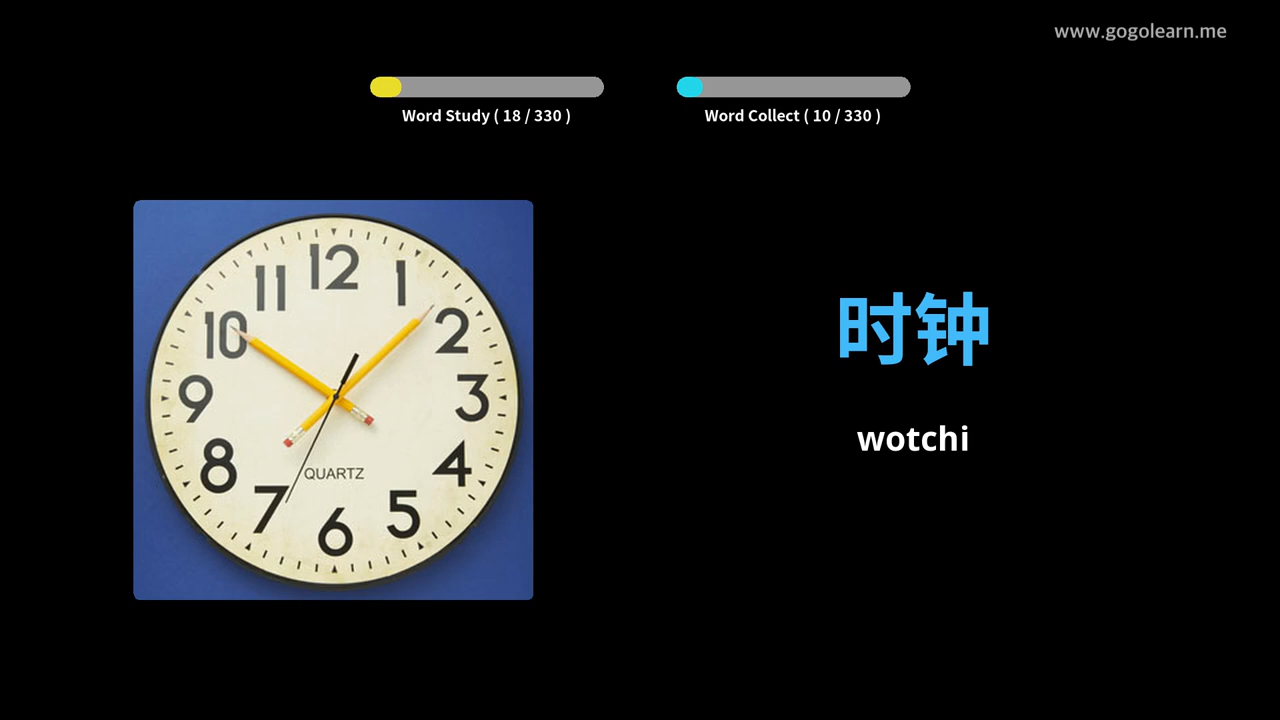 www.gogolearn.me
Word Study ( 18 / 330 )
Word Collect ( 10 / 330 )
12
11
1
10
2
9
3
8
4
QUARTZ
7
5
6
时钟
wotchi